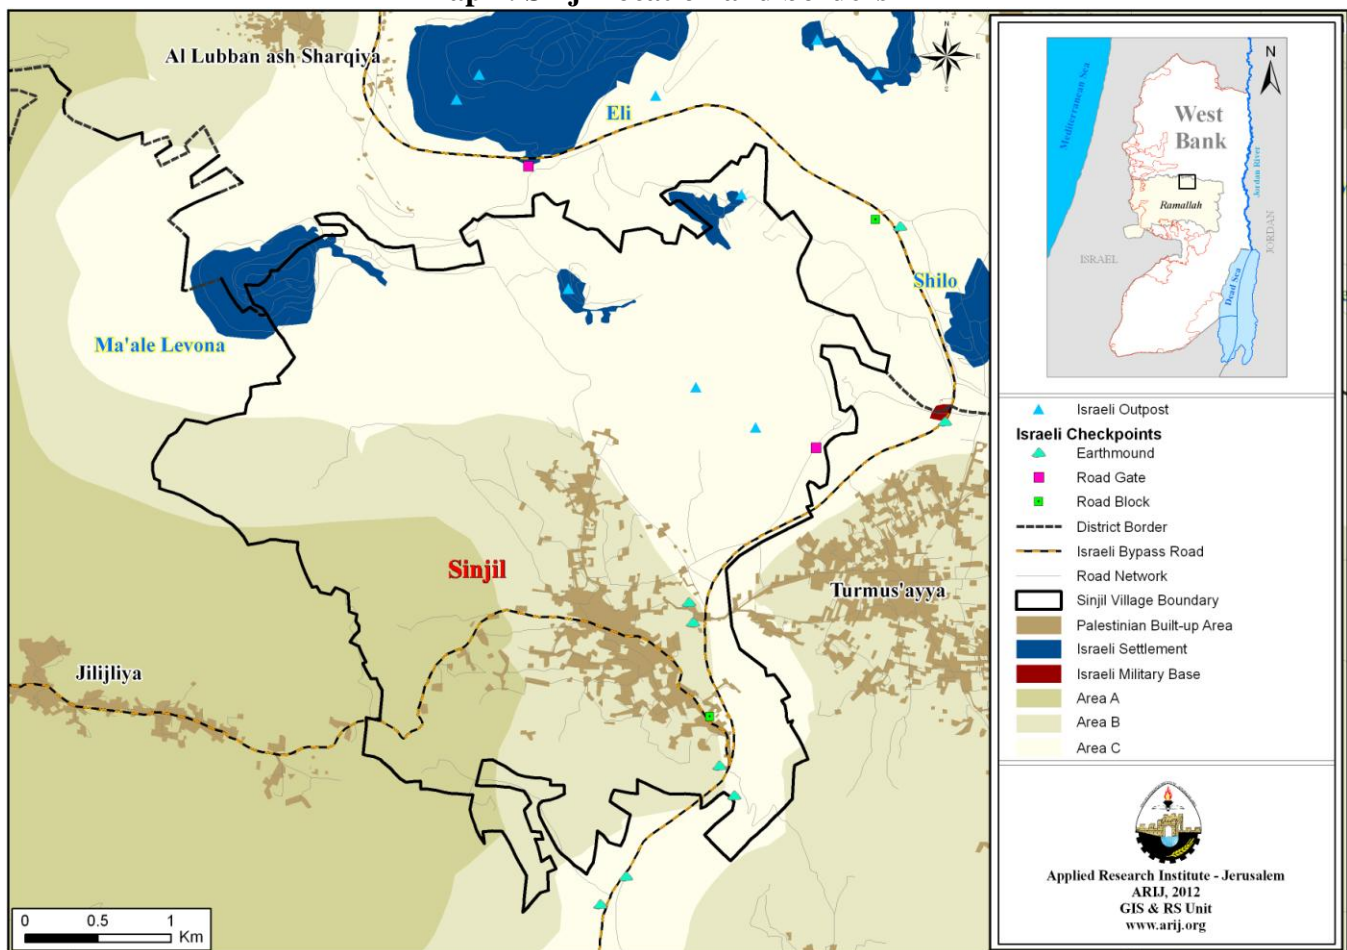 Al Lubban ash Sharqiya
Eli
Shilo
Ma'ale Levona
Sinjil
Turmus'ayya
Jilijliya
0 0.5 1
Km
N
Mediterranean Sea
West
Bank
Jordan River
Ramallah
ISRAEL
JORDAN
Dead Sea
Israeli Outpost
Israeli Checkpoints
Earthmound
Road Gate
Road Block
District Border
Israeli Bypass Road
Road Network
Sinjil Village Boundary
Palestinian Built-up Area
Israeli Settlement
Israeli Military Base
Area A
Area B
Area C
Applied Research Institute - Jerusalem
ARIJ, 2012
GIS & RS Unit
www.arij.org